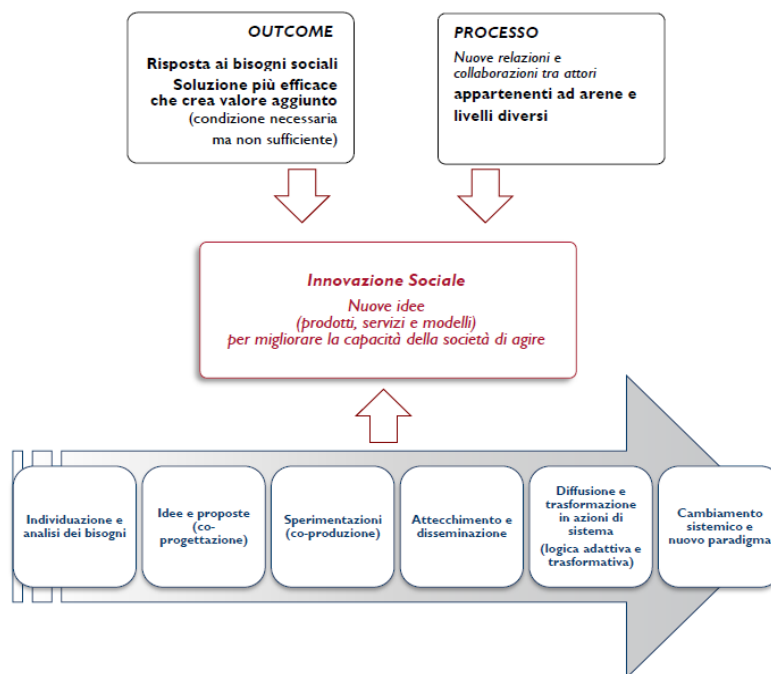 OUTCOME
Risposta ai bisogni sociali
Soluzione più efficace
che crea valore aggiunto
(condizione necessaria
ma non sufficiente)
PROCESSO
Nuove relazioni e
collaborazioni tra attori
appartenenti ad arene e
livelli diversi
Innovazione Sociale
Nuove idee
(prodotti, servizi e modelli)
per migliorare la capacità della società di agire
Individuazione e
analisi dei bisogni
Idee e proposte
(co-
progettazione)
Sperimentazioni
(co-produzione)
Attecchimento e
disseminazione
Diffusione e
trasformazione
in azioni di
sistema
(logica adattiva e
trasformativa)
Cambiamento
sistemico e
nuovo paradigma